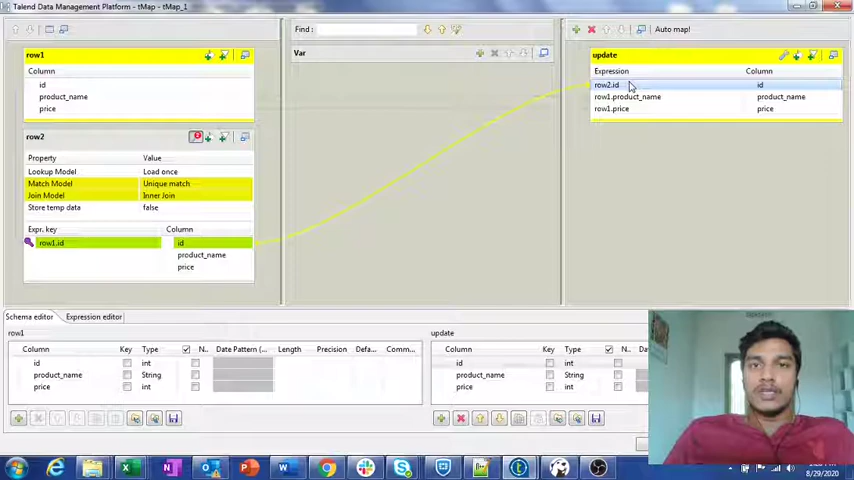 Talend Data Management Platform - tMap - tMap_1
Find :
Auto map!
row1
Column
id
product_name
price
row2
Property Value
Lookup Model Load once
Match Model Unique match
Join Model Inner Join
Store temp data false
Expr. key Column
row1.id id
product_name
price
Var
update
Expression Column
row2.id id
row1.product_name product_name
row1.price price
Schema editor Expression editor
row1
Column Key Type N.. Date Pattern (... Length Precision Defa... Comm...
id int
product_name String
price int
update
Column Key Type N..
id int
product_name String
price int
8/29/2020